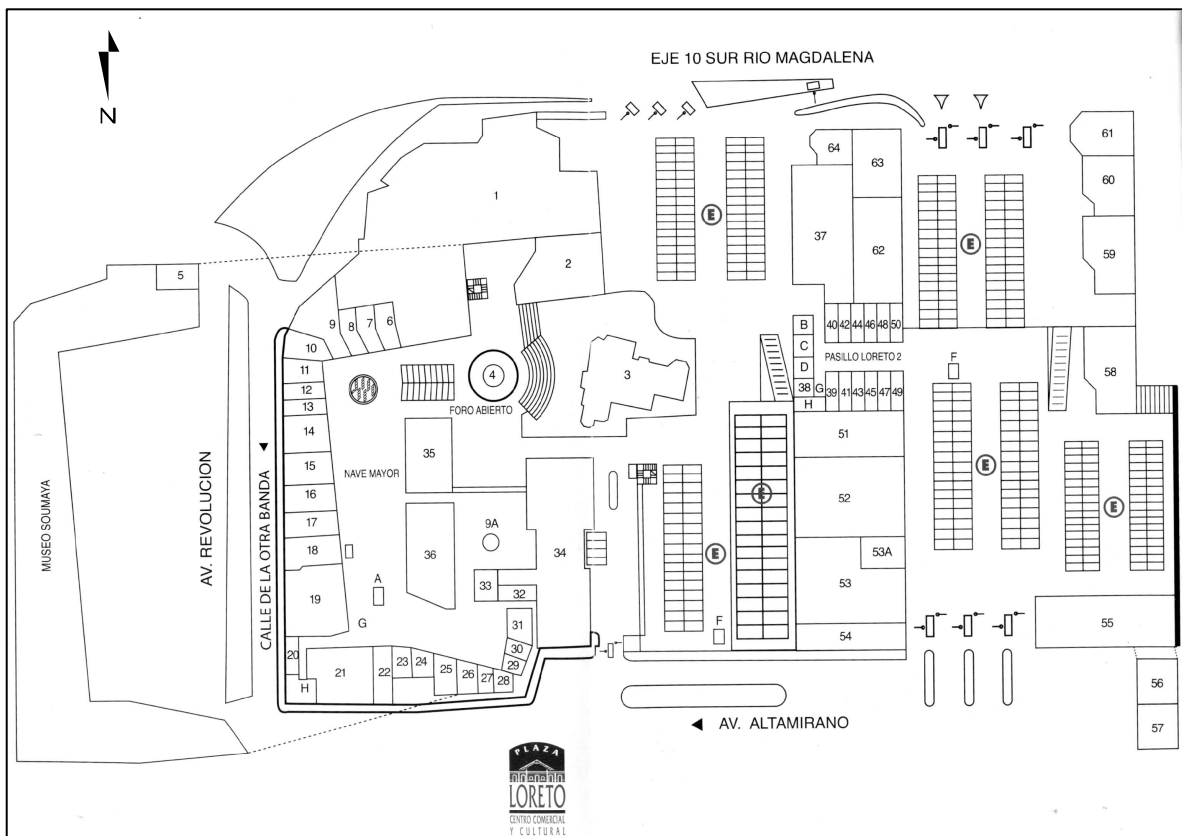 EJE 10 SUR RIO MAGDALENA
N
61
64
63
60
1
37
62
59
2
5
9
8
7
6
B
40
42
44
46
48
50
10
C
PASILLO LORETO 2
F
58
11
D
3
4
12
38
G
39
41
43
45
47
49
13
FORO ABIERTO
H
14
35
51
NAVE MAYOR
15
16
52
MUSEO SOUMAYA
AV. REVOLUCION
CALLE DE LA OTRA BANDA
17
9A
18
36
34
53A
E
E
E
E
E
E
33
32
53
19
A
G
31
F
54
55
20
30
23
24
29
21
22
25
26
27
28
H
56
AV. ALTAMIRANO
57
PLAZA
LORETO
CENTRO COMERCIAL
Y CULTURAL